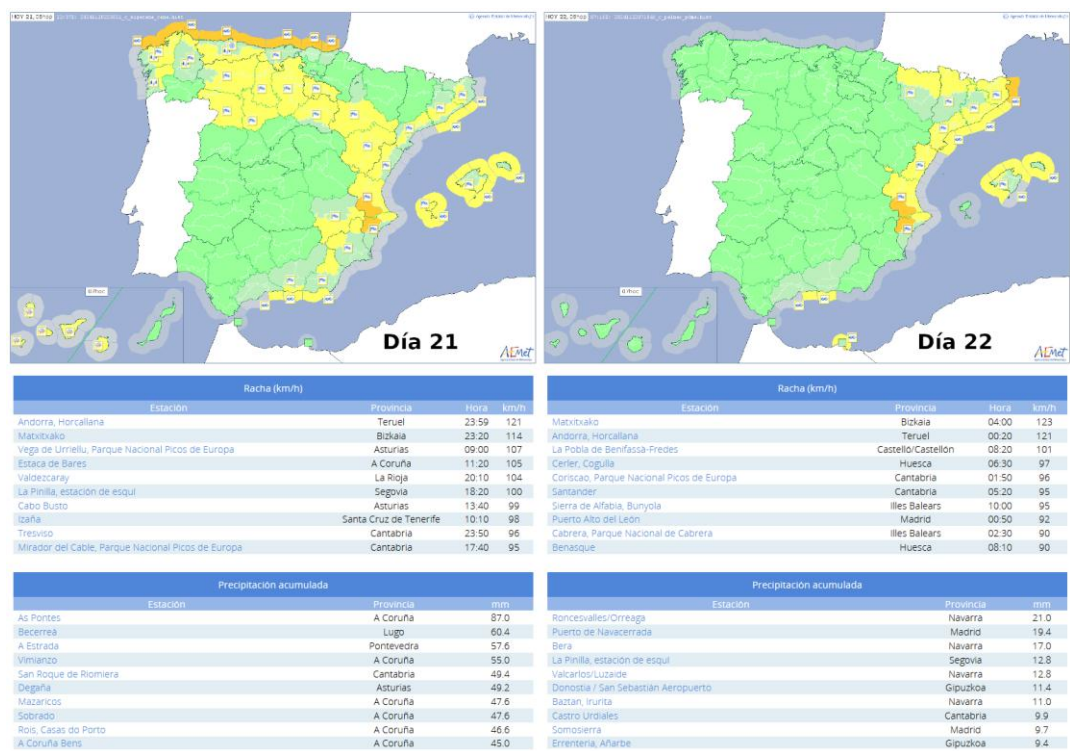 Día 21
Día 22
AEmet
AEmet
Racha (km/h)
Estación Provincia Hora km/h
Andorra, Horcallana Teruel 23:59 121
Matxitxako Bizkaia 23:20 114
Vega de Urriellu, Parque Nacional Picos de Europa Asturias 09:00 107
Estaca de Bares A Coruña 11:20 105
Valdezcaray La Rioja 20:10 104
La Pinilla, estación de esquí Segovia 18:20 100
Cabo Busto Asturias 13:40 99
Izaña Santa Cruz de Tenerife 10:10 98
Tresviso Cantabria 23:50 96
Mirador del Cable, Parque Nacional Picos de Europa Cantabria 17:40 95
Racha (km/h)
Estación Provincia Hora km/h
Matxitxako Bizkaia 04:00 123
Andorra, Horcallana Teruel 00:20 121
La Pobla de Benifassà-Fredes Castelló/Castellón 08:20 101
Cerler, Cogulla Huesca 06:30 97
Coriscao, Parque Nacional Picos de Europa Cantabria 01:50 96
Santander Cantabria 05:20 95
Sierra de Alfabia, Bunyola Illes Balears 10:00 95
Puerto Alto del León Madrid 00:50 92
Cabrera, Parque Nacional de Cabrera Illes Balears 02:30 90
Benasque Huesca 08:10 90
Precipitación acumulada
Estación Provincia mm
As Pontes A Coruña 87.0
Becerreá Lugo 60.4
A Estrada Pontevedra 57.6
Vimianzo A Coruña 55.0
San Roque de Riomiera Cantabria 49.4
Degaña Asturias 49.2
Mazaricos A Coruña 47.6
Sobrado A Coruña 47.6
Rois, Casas do Porto A Coruña 46.6
A Coruña Bens A Coruña 45.0
Precipitación acumulada
Estación Provincia mm
Roncesvalles/Orreaga Navarra 21.0
Puerto de Navacerrada Madrid 19.4
Bera Navarra 17.0
La Pinilla, estación de esquí Segovia 12.8
Valcarlos/Luzaide Navarra 12.8
Donostia / San Sebastián Aeropuerto Gipuzkoa 11.4
Baztan, Irurita Navarra 11.0
Castro Urdiales Cantabria 9.9
Somosierra Madrid 9.7
Errenteria, Añarbe Gipuzkoa 9.4